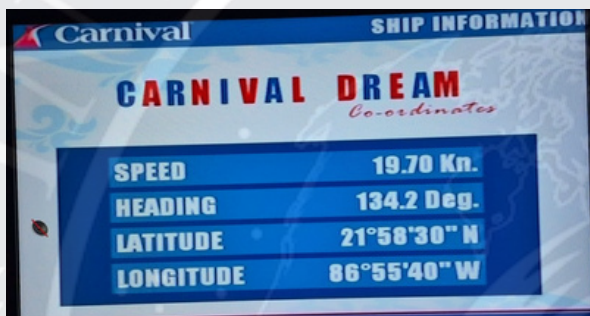 Carnival SHIP INFORMATION
CARNIVAL DREAM
Co-ordinates
SPEED 19.70 Kn.
HEADING 134.2 Deg.
LATITUDE 21°58'30" N
LONGITUDE 86°55'40" W